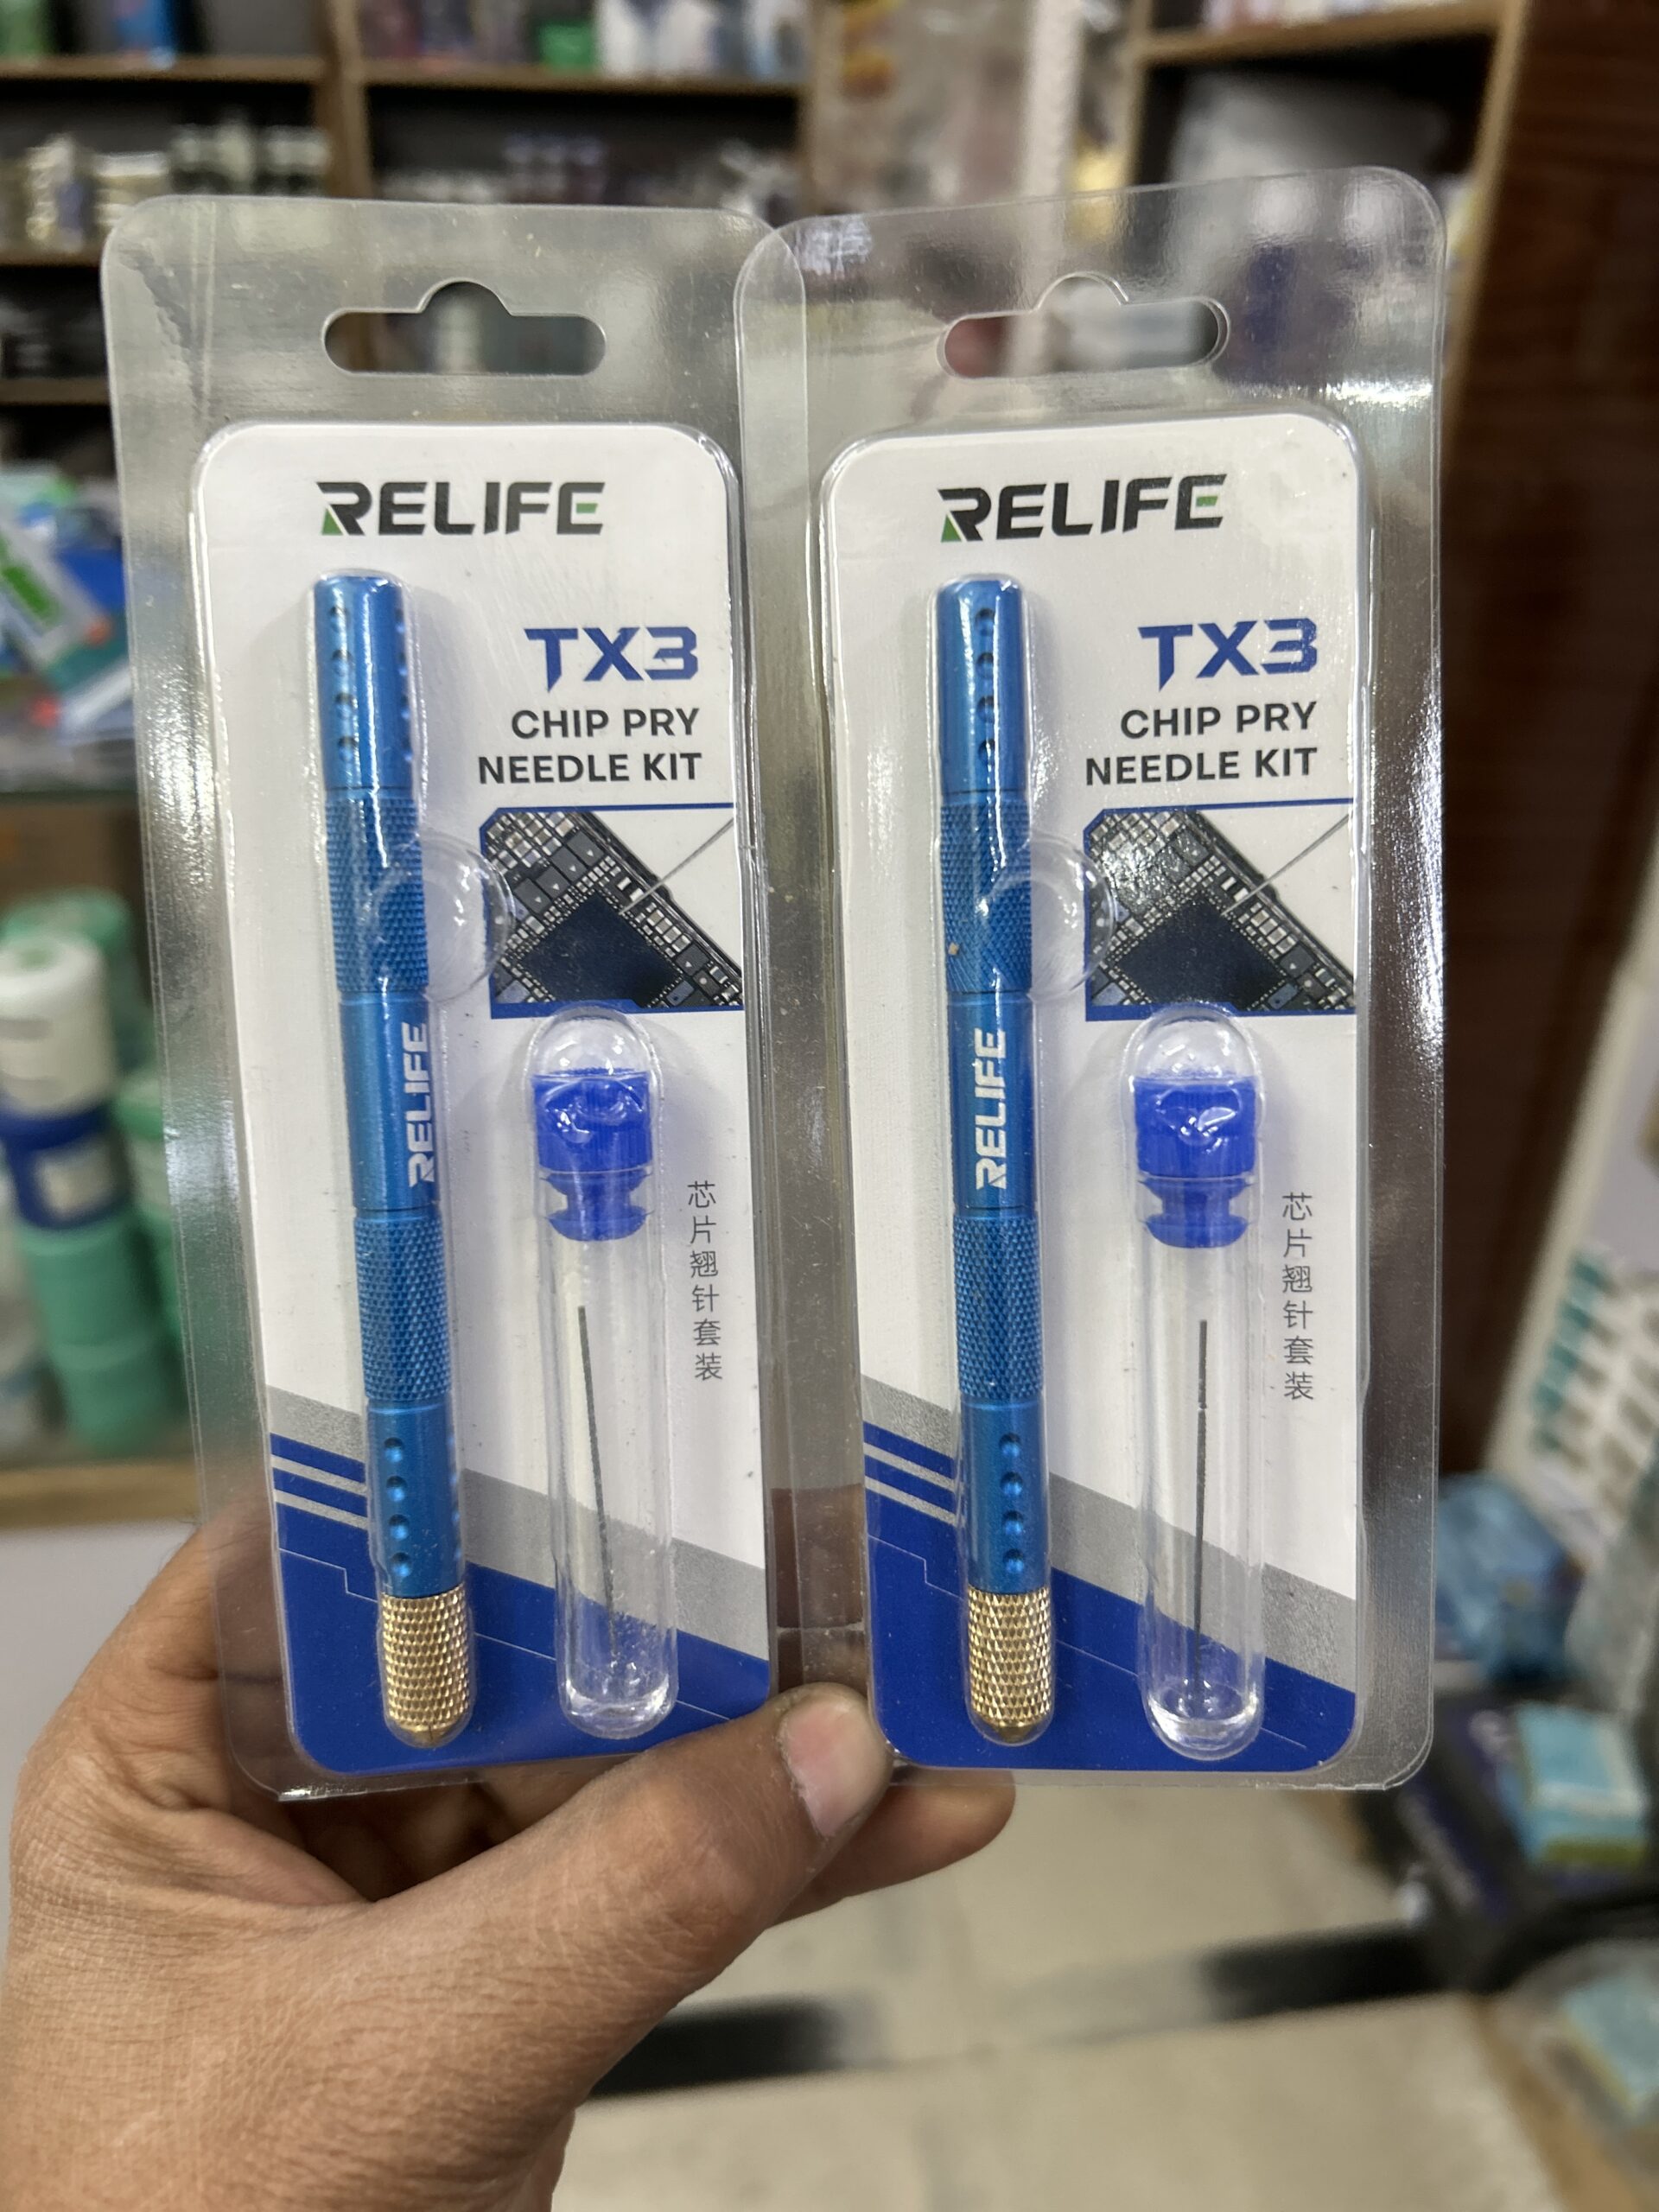 RELIFE
TX3
CHIP PRY
NEEDLE KIT
RELIFE
芯片翘针套装
RELIFE
TX3
CHIP PRY
NEEDLE KIT
RELIFE
芯片翘针套装